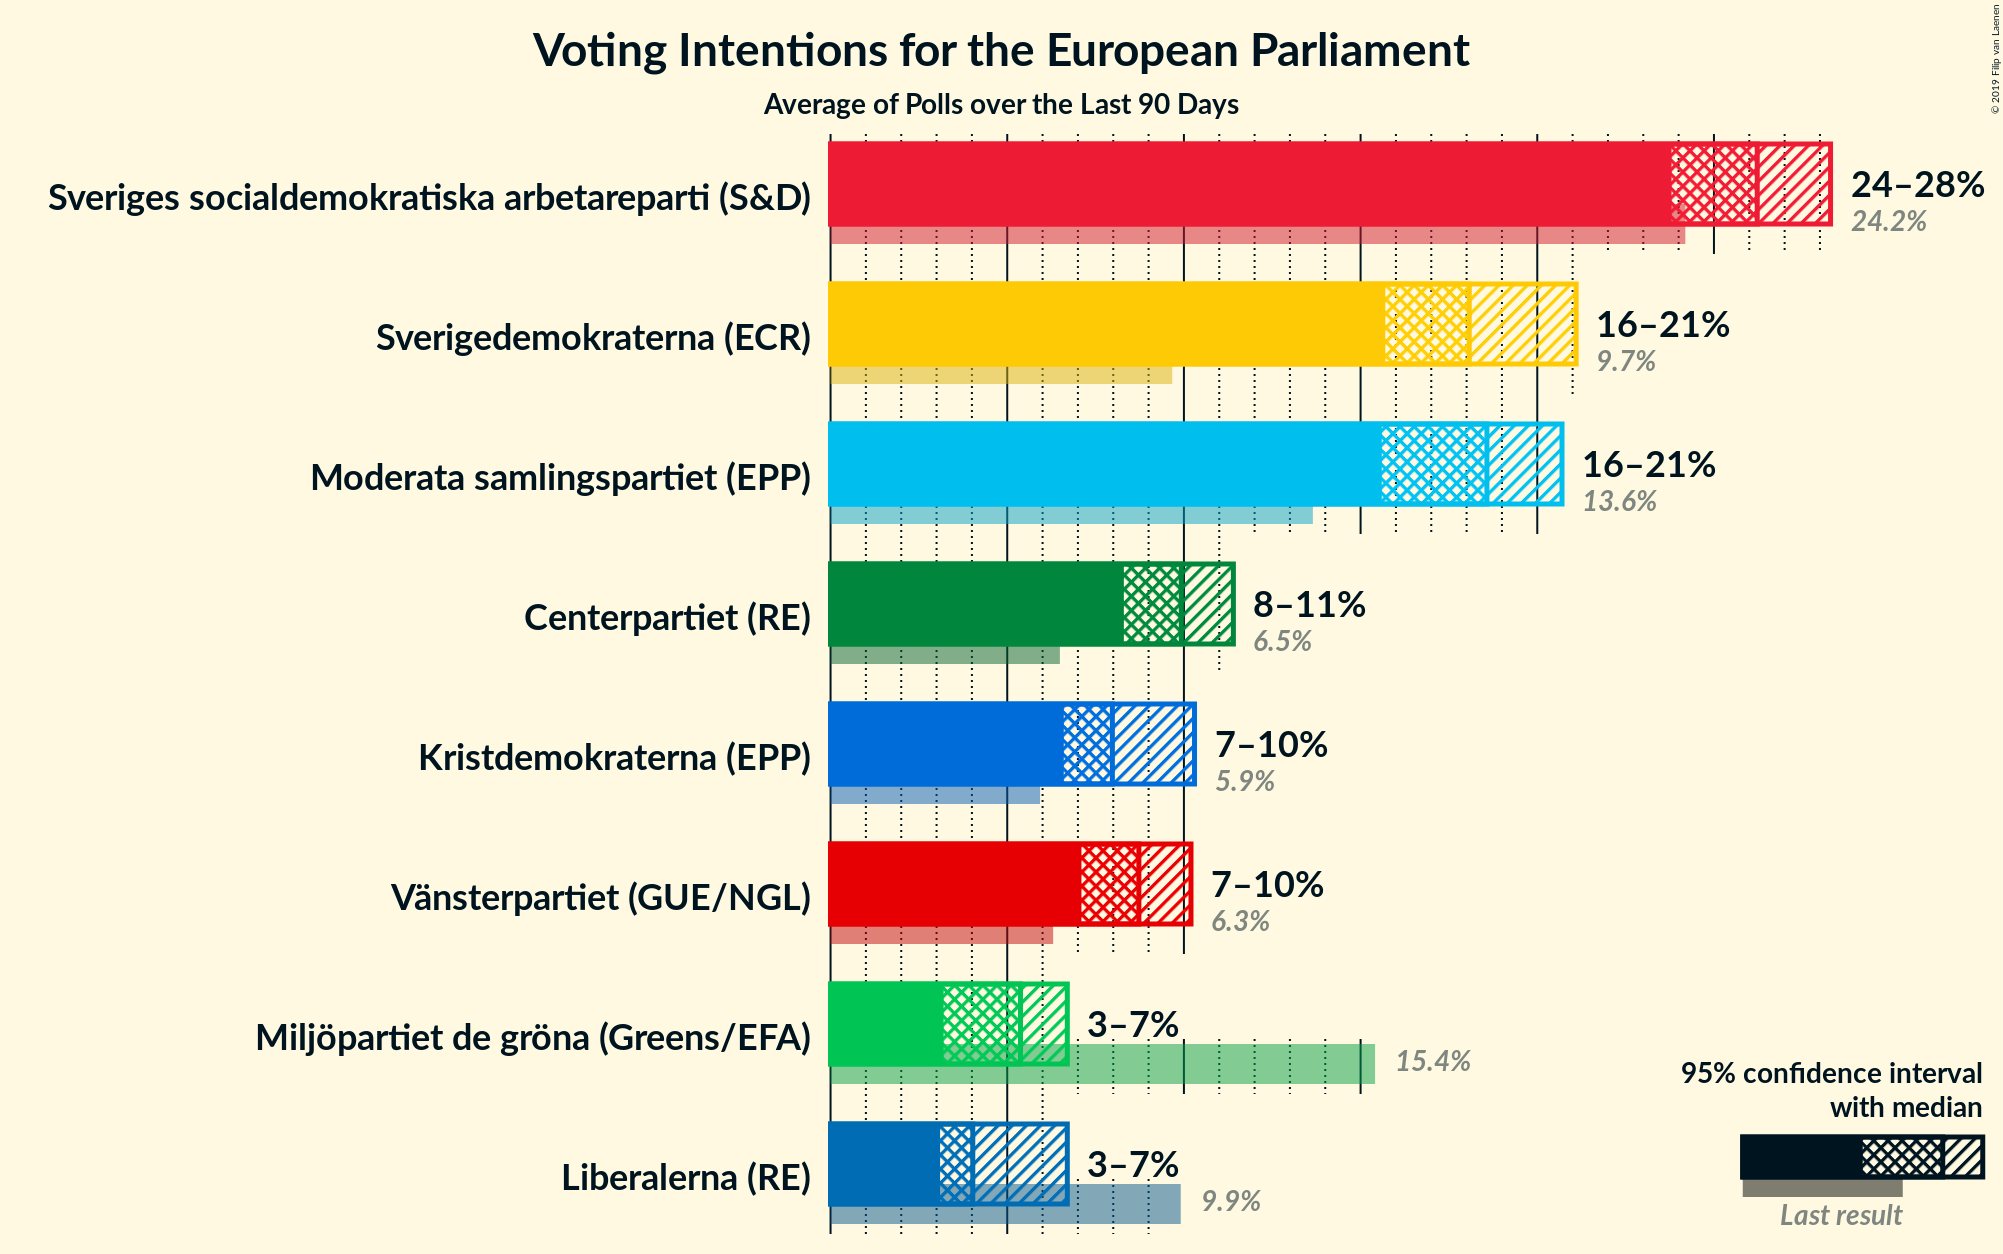 Voting Intentions for the European Parliament
Average of Polls over the Last 90 Days
© 2019 Filip van Laenen
Sveriges socialdemokratiska arbetareparti (S&D)
24–28%
24.2%
Sverigedemokraterna (ECR)
16–21%
9.7%
Moderata samlingspartiet (EPP)
16–21%
13.6%
Centerpartiet (RE)
8–11%
6.5%
Kristdemokraterna (EPP)
7–10%
5.9%
Vänsterpartiet (GUE/NGL)
7–10%
6.3%
Miljöpartiet de gröna (Greens/EFA)
3–7%
15.4%
Liberalerna (RE)
3–7%
9.9%
95% confidence interval
with median
Last result